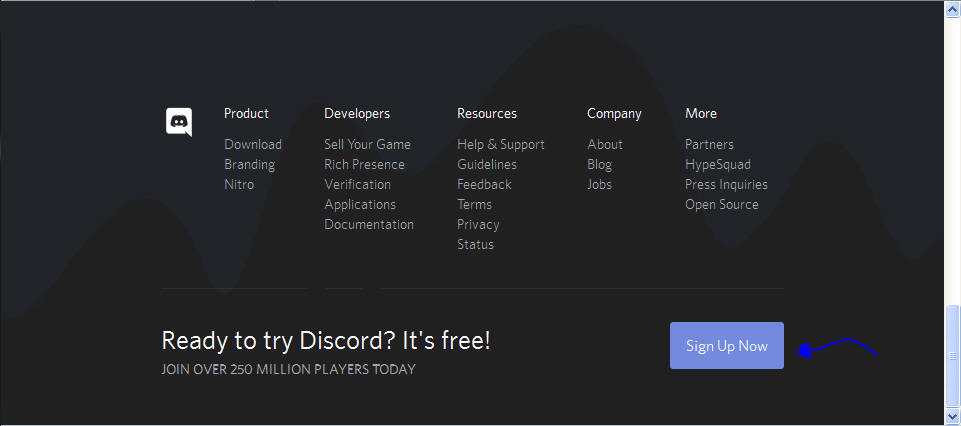 Product
Download
Branding
Nitro
Developers
Sell Your Game
Rich Presence
Verification
Applications
Documentation
Resources
Help & Support
Guidelines
Feedback
Terms
Privacy
Status
Company
About
Blog
Jobs
More
Partners
HypeSquad
Press Inquiries
Open Source
Ready to try Discord? It's free!
JOIN OVER 250 MILLION PLAYERS TODAY
Sign Up Now